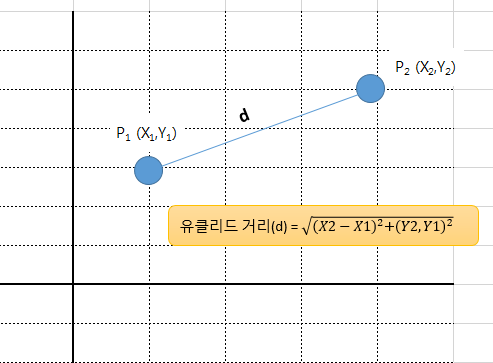 P₂ (X₂,Y₂)
d
P₁ (X₁,Y₁)
유클리드 거리(d) = √(X2 − X1)²+(Y2,Y1)²